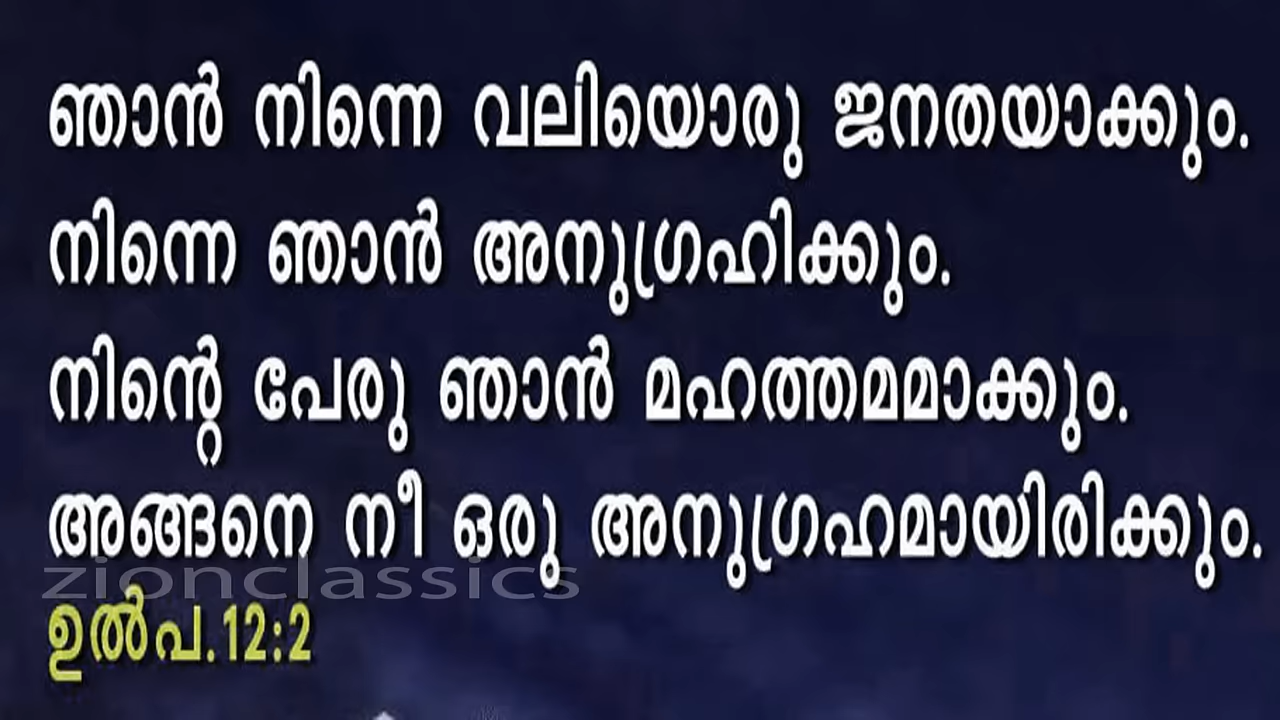 ഞാൻ നിന്നെ വലിയൊരു ജനതയാക്കും.
നിന്നെ ഞാൻ അനുഗ്രഹിക്കും.
നിന്റെ പേരു ഞാൻ മഹത്തമമാക്കും.
അങ്ങനെ നീ ഒരു അനുഗ്രഹമായിരിക്കും.
zionclassics
ഉൽപ.12:2